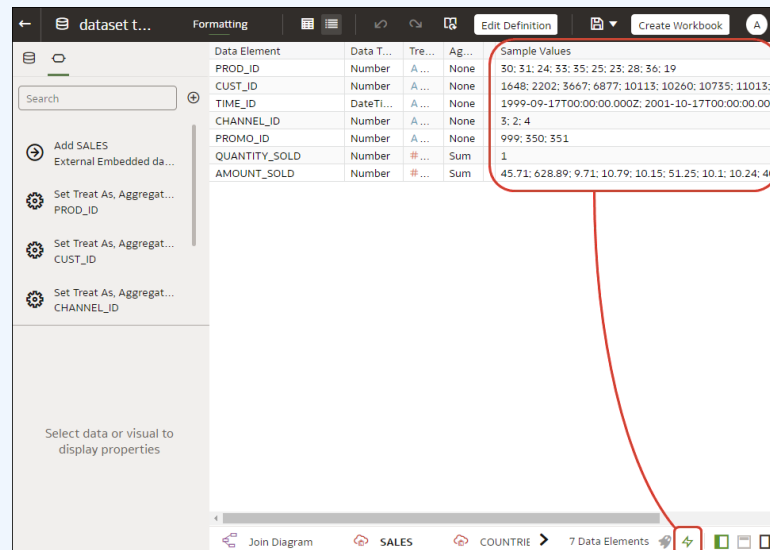 dataset t...
Formatting
Edit Definition
Create Workbook
A
Search
Add SALES
External Embedded da...
Set Treat As, Aggregat...
PROD_ID
Set Treat As, Aggregat...
CUST_ID
Set Treat As, Aggregat...
CHANNEL_ID
Select data or visual to
display properties
Data Element Data T... Tre... Ag... Sample Values
PROD_ID Number A ... None 30; 31; 24; 33; 35; 25; 23; 28; 36; 19
CUST_ID Number A ... None 1648; 2202; 3667; 6877; 10113; 10260; 10735; 11013;
TIME_ID DateTi... A ... None 1999-09-17T00:00:00.000Z; 2001-10-17T00:00:00.00
CHANNEL_ID Number A ... None 3; 2; 4
PROMO_ID Number A ... None 999; 350; 351
QUANTITY_SOLD Number # ... Sum 1
AMOUNT_SOLD Number # ... Sum 45.71; 628.89; 9.71; 10.79; 10.15; 51.25; 10.1; 10.24; 4
Join Diagram SALES COUNTRIE 7 Data Elements